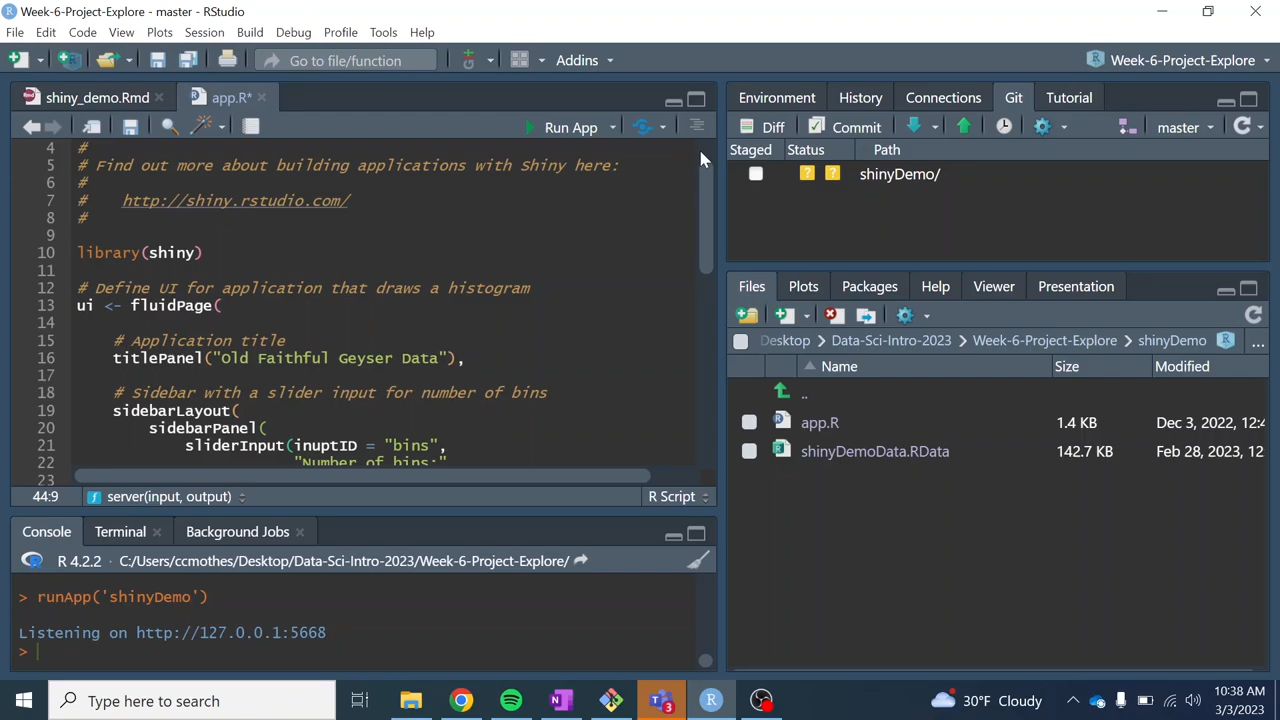 Week-6-Project-Explore - master - RStudio
File Edit Code View Plots Session Build Debug Profile Tools Help
Go to file/function Addins Week-6-Project-Explore
shiny_demo.Rmd app.R*
Run App
4 #
5 # Find out more about building applications with Shiny here:
6 #
7 #    http://shiny.rstudio.com/
8 #
9
10 library(shiny)
11
12 # Define UI for application that draws a histogram
13 ui <- fluidPage(
14
15 # Application title
16 titlePanel("Old Faithful Geyser Data"),
17
18 # Sidebar with a slider input for number of bins
19 sidebarLayout(
20 sidebarPanel(
21 sliderInput(inuptID = "bins",
22 "Number of bins:"
23
44:9 server(input, output) R Script
Console Terminal Background Jobs
R 4.2.2 · C:/Users/ccmothes/Desktop/Data-Sci-Intro-2023/Week-6-Project-Explore/
> runApp('shinyDemo')
Listening on http://127.0.0.1:5668
>
Environment History Connections Git Tutorial
Diff Commit master
Staged Status Path
? ? shinyDemo/
Files Plots Packages Help Viewer Presentation
Desktop > Data-Sci-Intro-2023 > Week-6-Project-Explore > shinyDemo ...
Name Size Modified
..
app.R 1.4 KB Dec 3, 2022, 12:4
shinyDemoData.RData 142.7 KB Feb 28, 2023, 12
Type here to search
3
30°F Cloudy
10:38 AM
3/3/2023